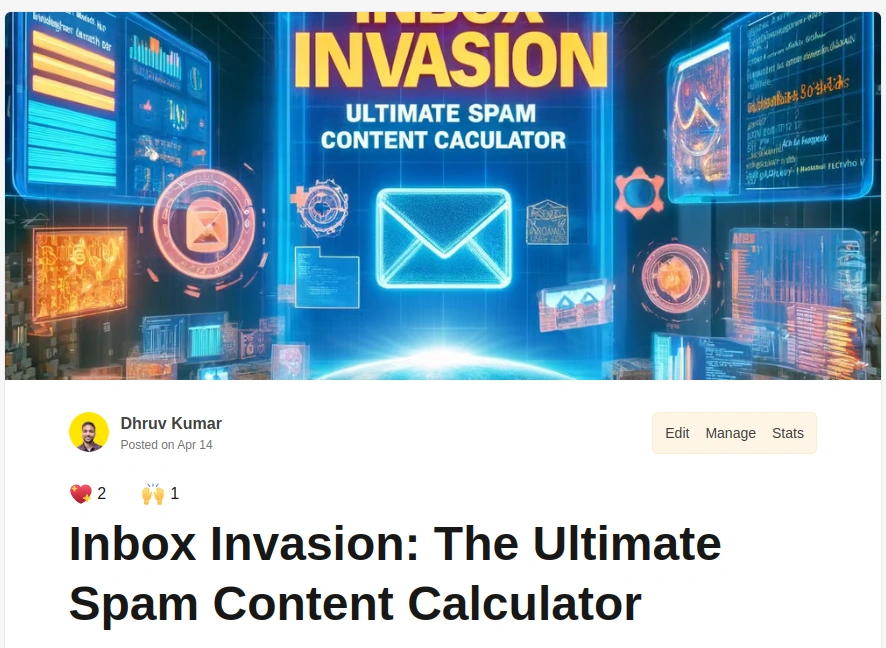 INBOX
INVASION
ULTIMATE SPAM
CONTENT CACULATOR
Dhruv Kumar
Posted on Apr 14
Edit Manage Stats
2 1
Inbox Invasion: The Ultimate
Spam Content Calculator